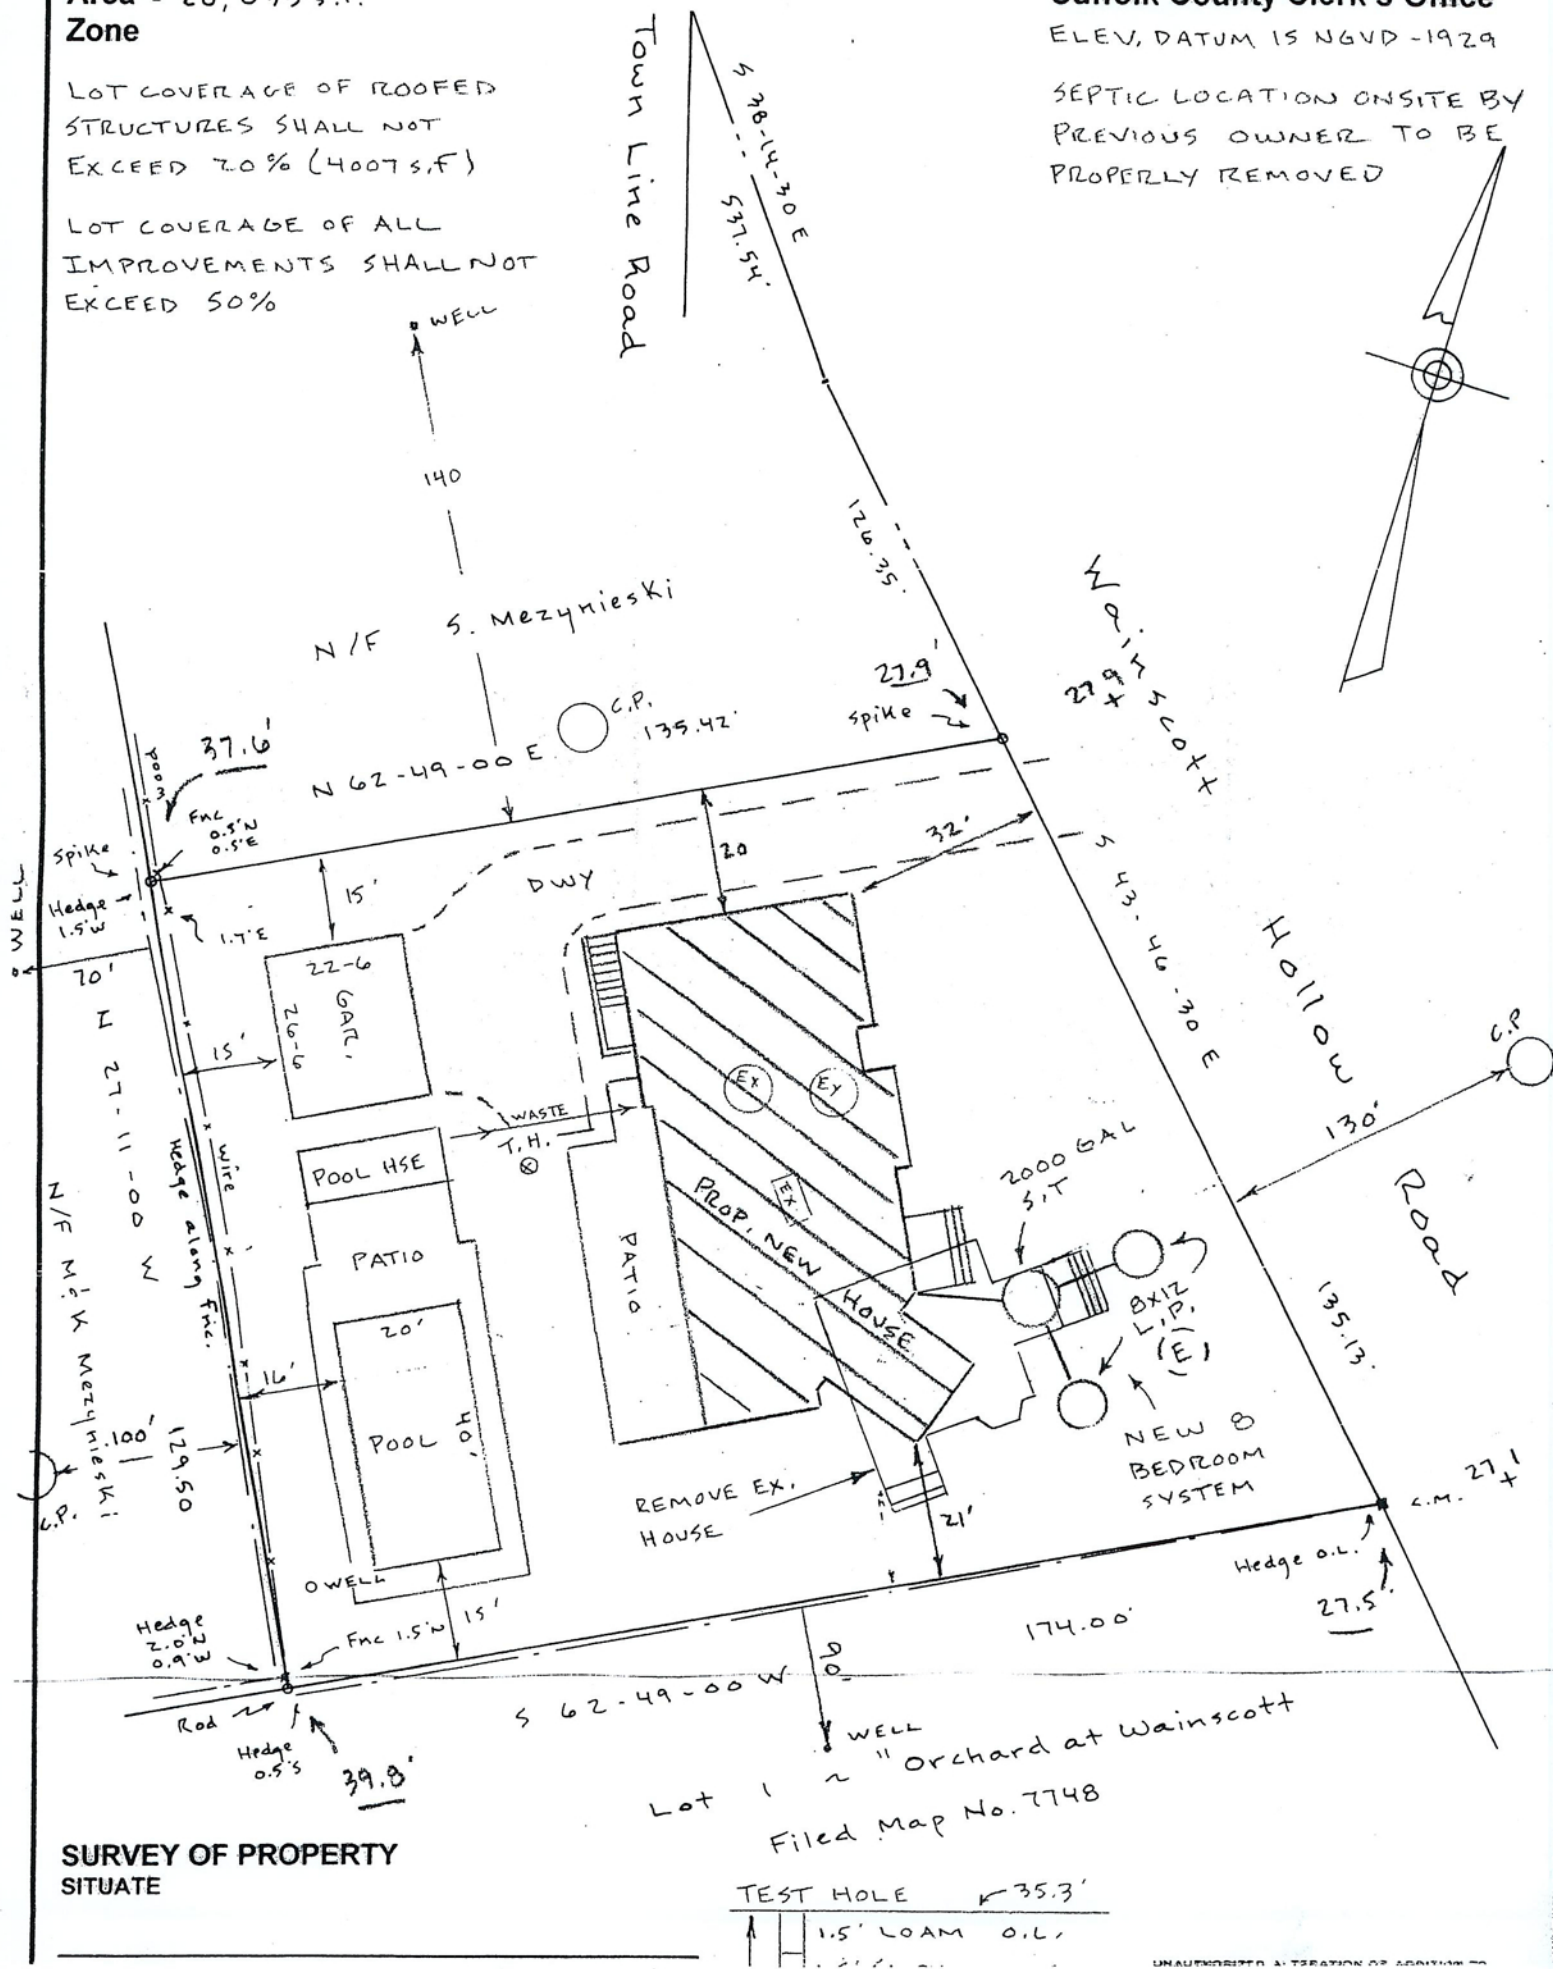 Zone
LOT COVERAGE OF ROOFED
STRUCTURES SHALL NOT
EXCEED 20% (4007 S.F)
LOT COVERAGE OF ALL
IMPROVEMENTS SHALL NOT
EXCEED 50%
Suffolk County Clerk's Office
ELEV. DATUM IS NGVD -1929
SEPTIC LOCATION ONSITE BY
PREVIOUS OWNER TO BE
PROPERLY REMOVED
Town Line Road
S 38-14-30 E
537.54'
WELL
140
126.35'
N/F S. Mezynieski
C.P.
135.42'
N 62-49-00 E
27.9'
Spike
27.9
+
Wainscott
Hollow
Road
37.6'
WOOD
Fnc
0.5'N
0.5'E
Spike
Hedge
1.5'W
WELL
70'
1.7'E
15'
DWY
20
32'
S 43-46-30 E
22-6
26-6
GAR.
15'
N 27-11-00 W
129.50
N/F M&K Mezynieski
Hedge along fnc.
Wire
WASTE
T.H.
POOL HSE
PATIO
PATIO
EX
EX
EX
PROP. NEW
HOUSE
2000 GAL
S.T
8X12
L.P.
(E)
C.P
130'
135.13'
20'
40'
POOL
16'
100'
C.P.
NEW 8
BEDROOM
SYSTEM
REMOVE EX.
HOUSE
21'
27.1
+
C.M.
Hedge O.L.
27.5'
WELL
15'
Hedge
2.0'N
0.9'W
Fnc 1.5'N
174.00'
90'
S 62-49-00 W
Rod
Hedge
0.5'S
39.8'
WELL
Lot 1 ~ "Orchard at Wainscott
Filed Map No. 7748
SURVEY OF PROPERTY
SITUATE
TEST HOLE 35.3'
1.5' LOAM O.L.